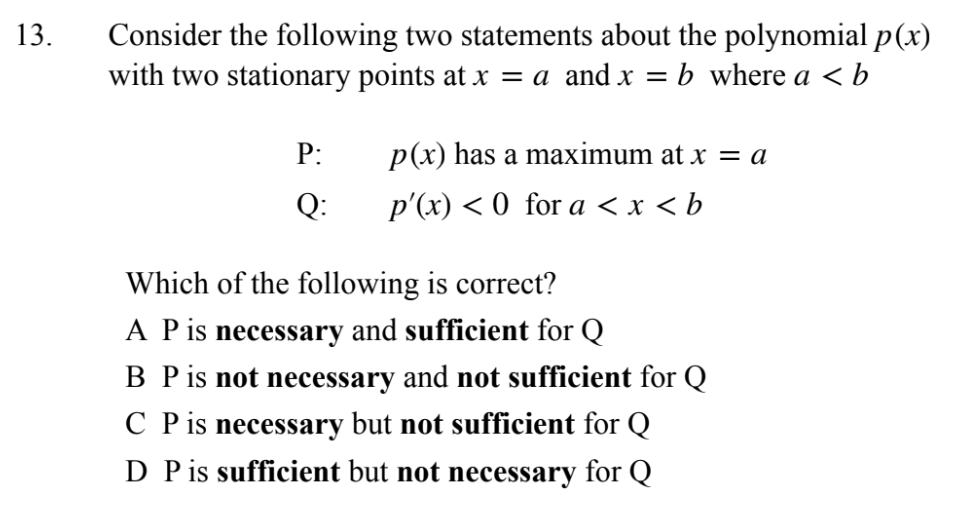 13. Consider the following two statements about the polynomial p(x)
with two stationary points at x = a and x = b where a < b
P: p(x) has a maximum at x = a
Q: p′(x) < 0 for a < x < b
Which of the following is correct?
A P is necessary and sufficient for Q
B P is not necessary and not sufficient for Q
C P is necessary but not sufficient for Q
D P is sufficient but not necessary for Q